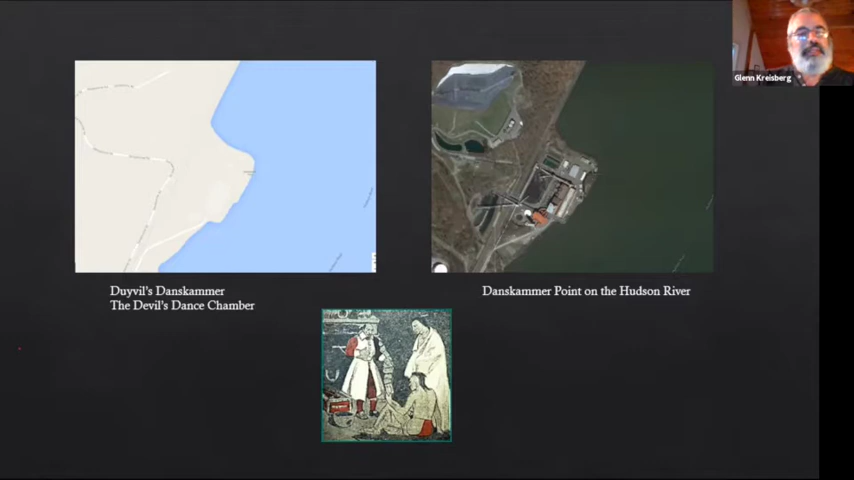 Glenn Kreisberg
Duyvil's Danskammer
The Devil's Dance Chamber
Danskammer Point on the Hudson River